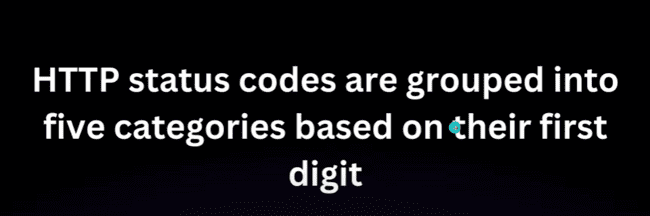 HTTP status codes are grouped into
five categories based on their first
digit